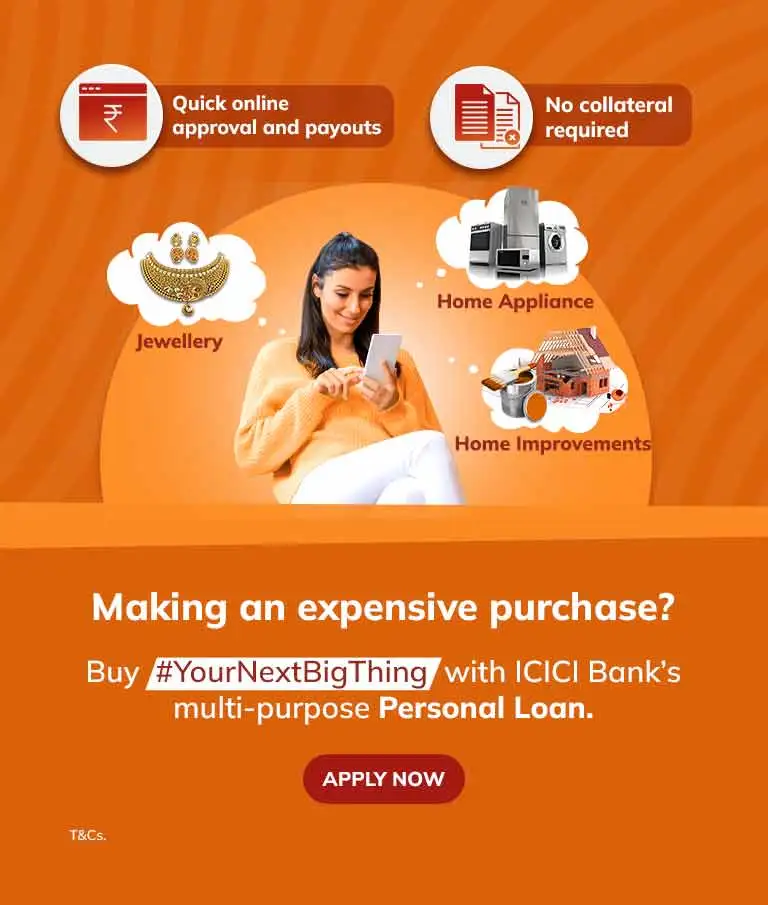 Quick online
approval and payouts
No collateral
required
₹
Jewellery
Home Appliance
Home Improvements
Making an expensive purchase?
Buy #YourNextBigThing with ICICI Bank’s
multi-purpose Personal Loan.
APPLY NOW
T&Cs.